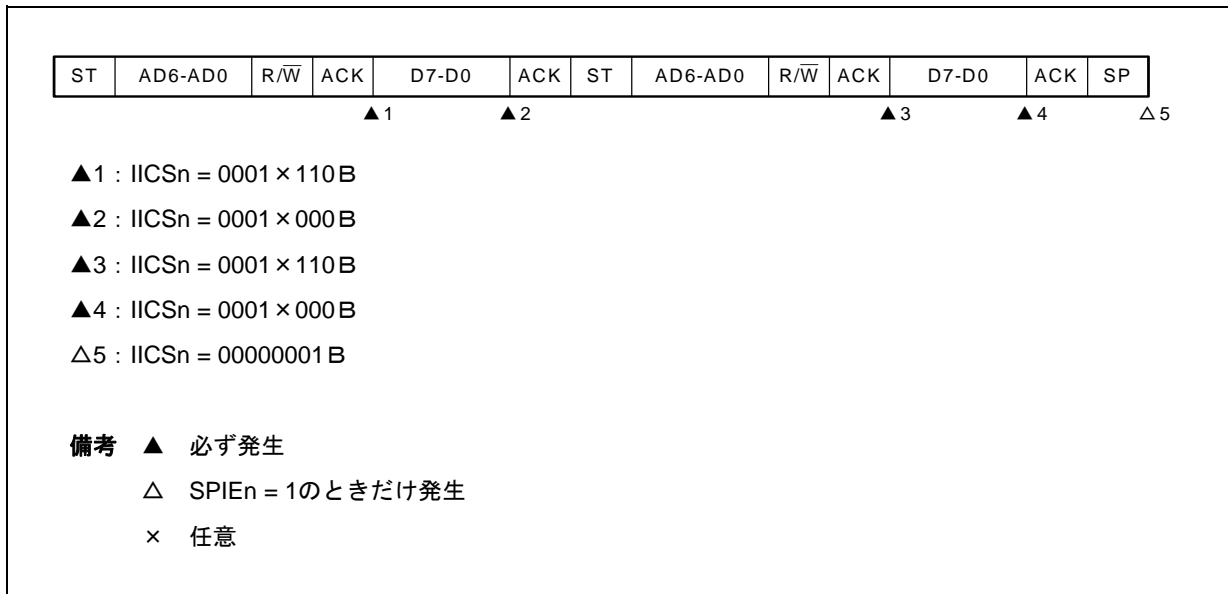 ST AD6-AD0 R/W̅ ACK D7-D0 ACK ST AD6-AD0 R/W̅ ACK D7-D0 ACK SP
▲1 ▲2 ▲3 ▲4 △5
▲1：IICSn = 0001×110B
▲2：IICSn = 0001×000B
▲3：IICSn = 0001×110B
▲4：IICSn = 0001×000B
△5：IICSn = 00000001B
備考 ▲ 必ず発生
△ SPIEn = 1のときだけ発生
× 任意